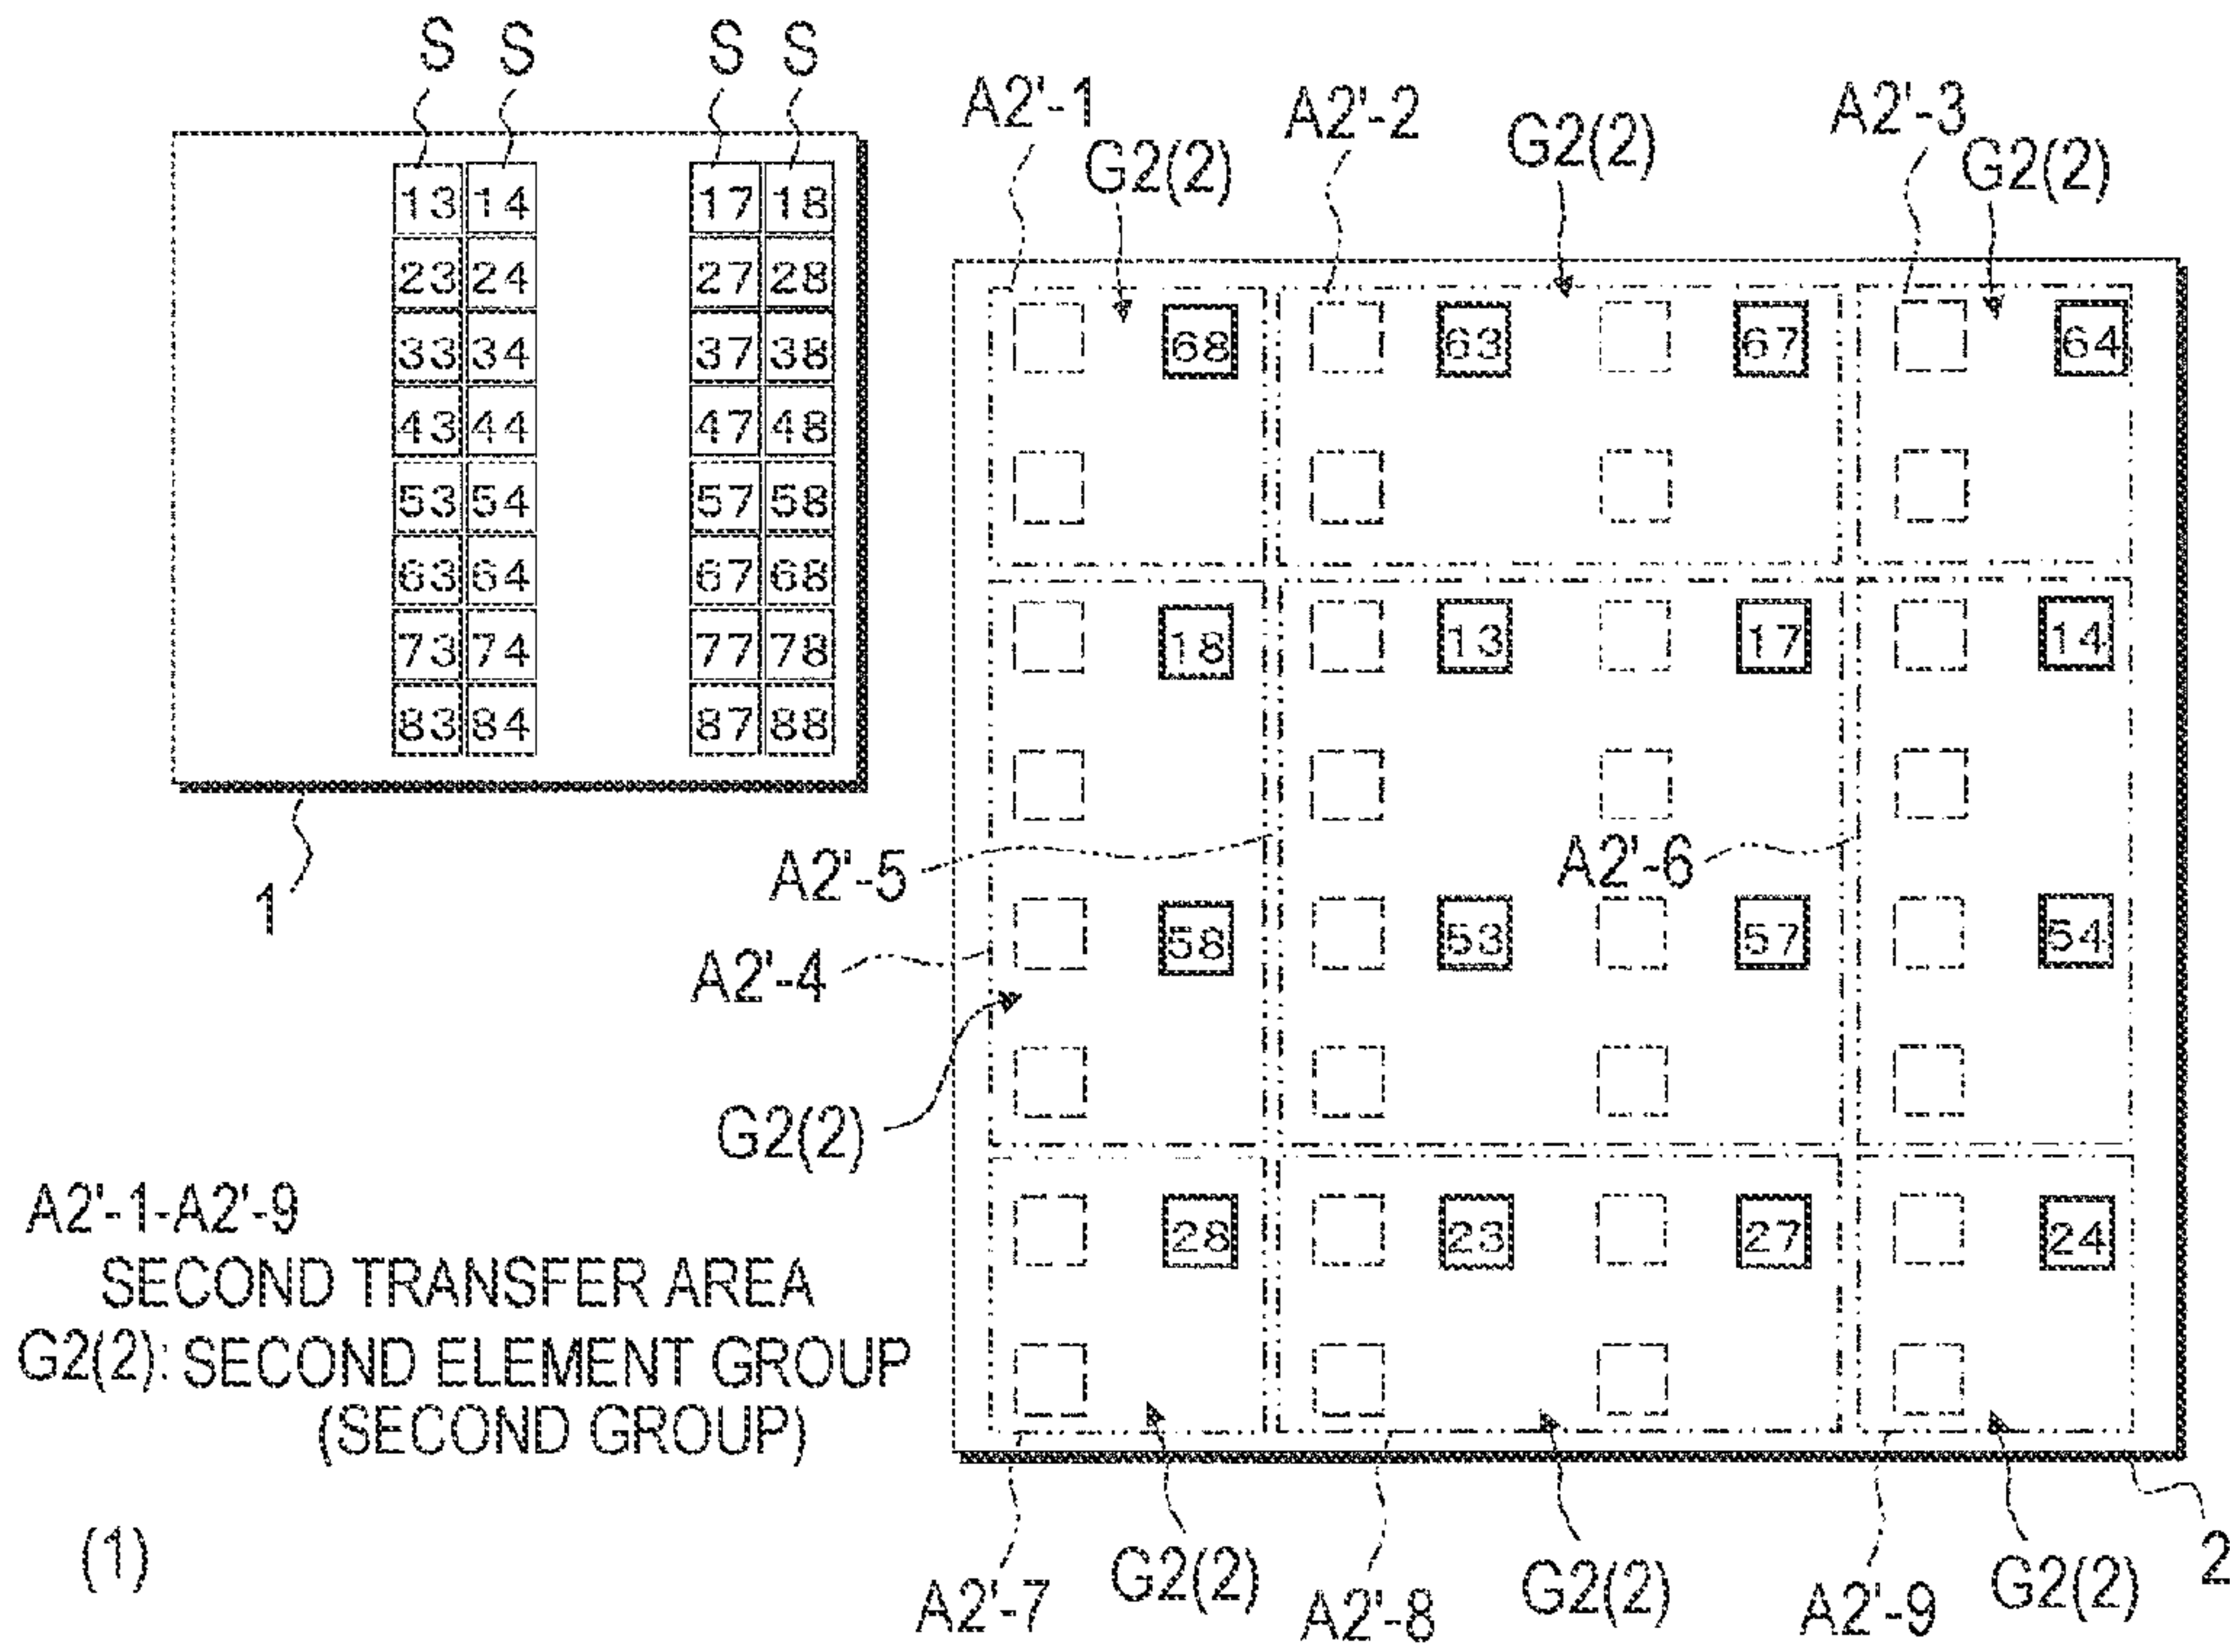 S S S S
A2'-1 A2'-2 G2(2) A2'-3
G2(2) G2(2)
13 14 17 18
23 24 27 28
33 34 37 38
43 44 47 48
53 54 57 58
63 64 67 68
73 74 77 78
83 84 87 88
1
68 63 67 64
18 13 17 14
A2'-5 A2'-6
58 53 57 54
A2'-4
G2(2)
28 23 27 24
A2'-1-A2'-9
SECOND TRANSFER AREA
G2(2): SECOND ELEMENT GROUP
(SECOND GROUP)
(1)
A2'-7 G2(2) A2'-8 G2(2) A2'-9 G2(2) 2